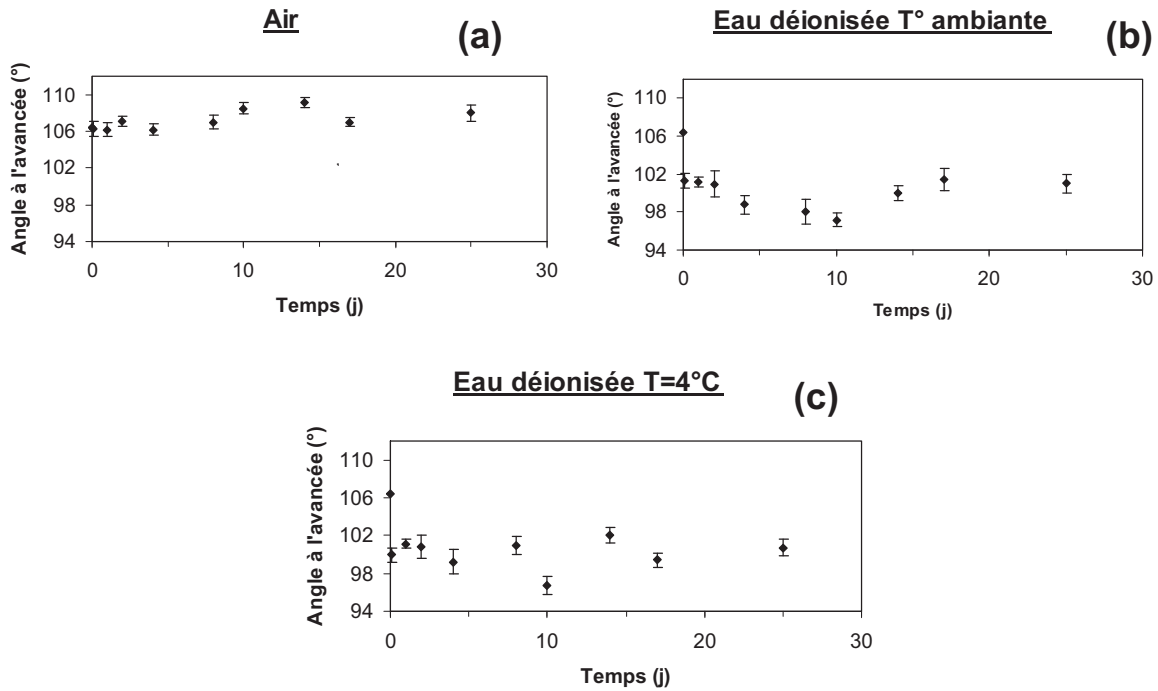 Air
(a)
Angle à l'avancée (°)
110
106
102
98
94
0
10
20
30
Temps (j)
Eau déionisée T° ambiante
(b)
Angle à l'avancée (°)
110
106
102
98
94
0
10
20
30
Temps (j)
Eau déionisée T=4°C
(c)
Angle à l'avancée (°)
110
106
102
98
94
0
10
20
30
Temps (j)